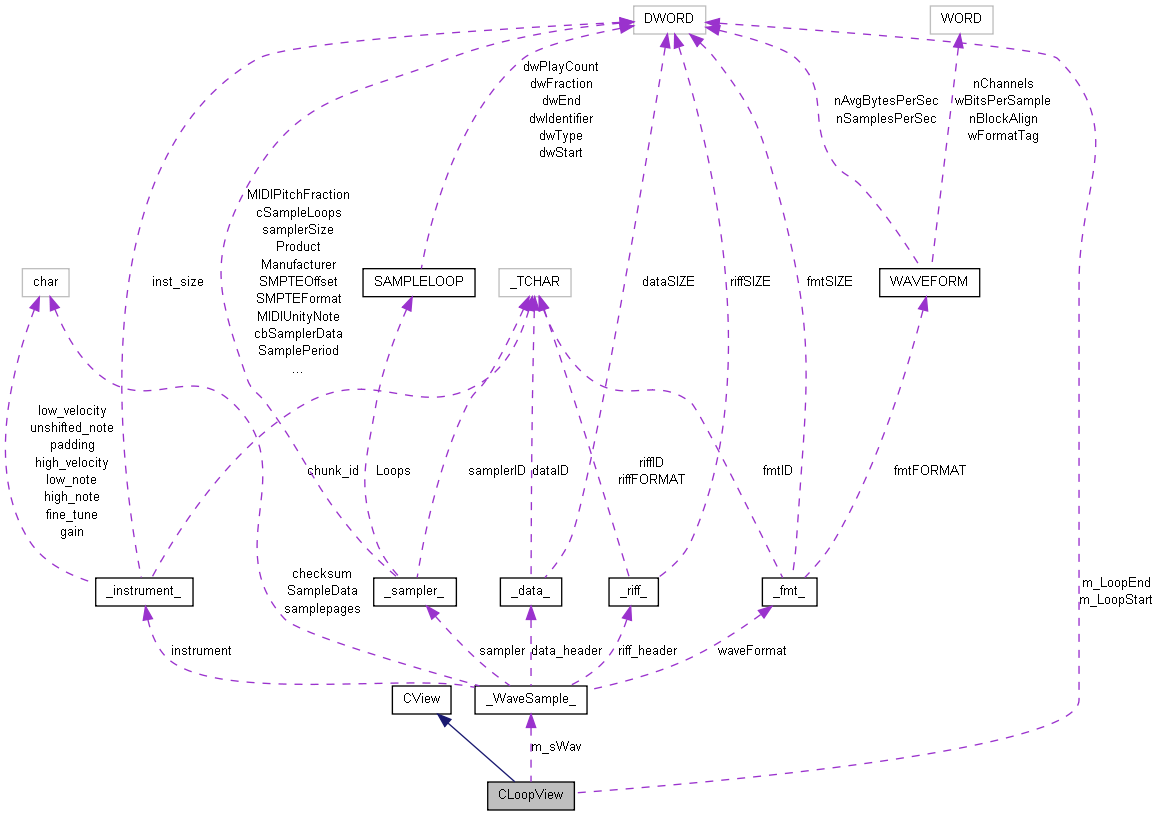 DWORD
WORD
dwPlayCount
dwFraction
dwEnd
dwIdentifier
dwType
dwStart
nAvgBytesPerSec
nSamplesPerSec
nChannels
wBitsPerSample
nBlockAlign
wFormatTag
MIDIPitchFraction
cSampleLoops
samplerSize
Product
Manufacturer
SMPTEOffset
SMPTEFormat
MIDIUnityNote
cbSamplerData
SamplePeriod
...
char
inst_size
SAMPLELOOP
_TCHAR
dataSIZE
riffSIZE
fmtSIZE
WAVEFORM
low_velocity
unshifted_note
padding
high_velocity
low_note
high_note
fine_tune
gain
chunk_id
Loops
samplerID
dataID
riffID
riffFORMAT
fmtID
fmtFORMAT
_instrument_
checksum
SampleData
samplepages
_sampler_
_data_
_riff_
_fmt_
m_LoopEnd
m_LoopStart
instrument
sampler
data_header
riff_header
waveFormat
CView
_WaveSample_
m_sWav
CLoopView